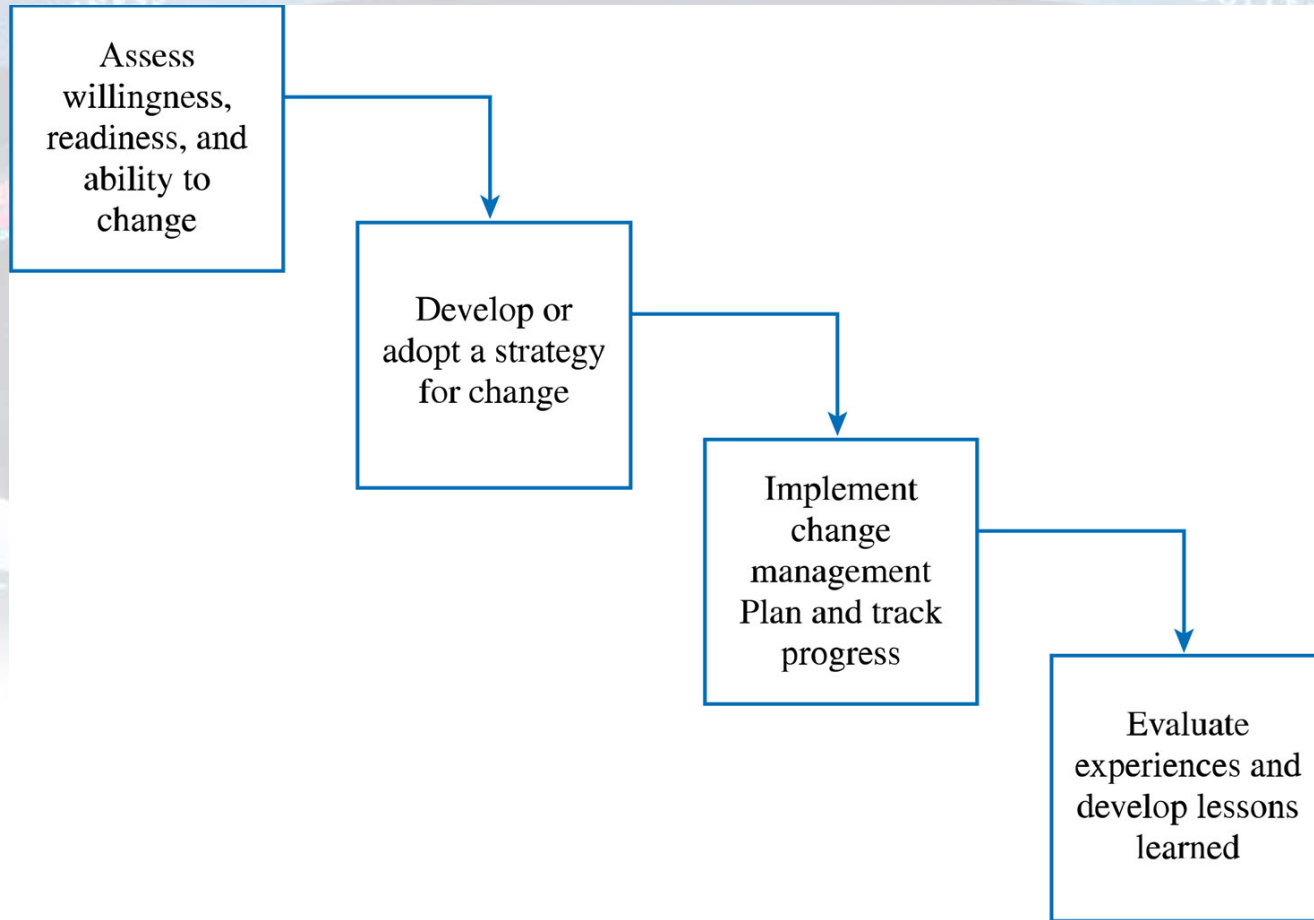 Assess
willingness,
readiness, and
ability to
change
Develop or
adopt a strategy
for change
Implement
change
management
Plan and track
progress
Evaluate
experiences and
develop lessons
learned